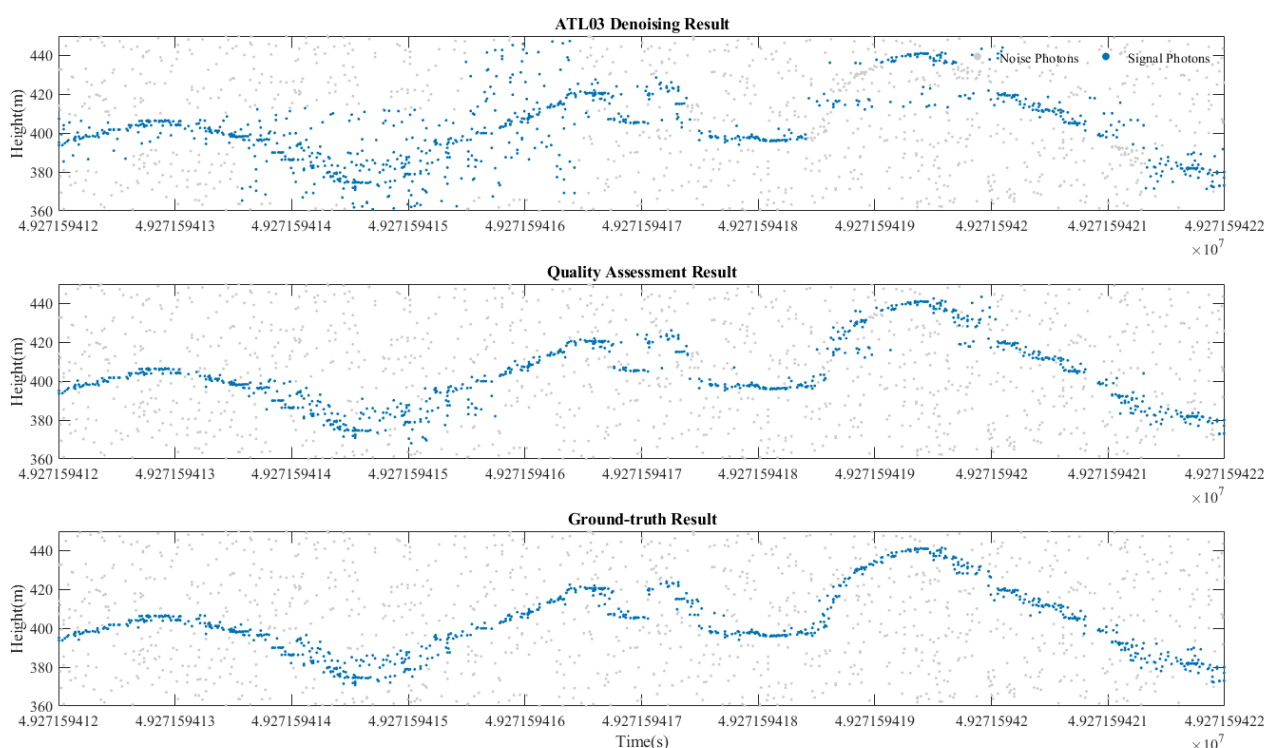 ATL03 Denoising Result
440
420
400
380
360
Height(m)
Noise Photons
Signal Photons
4.927159412 4.927159413 4.927159414 4.927159415 4.927159416 4.927159417 4.927159418 4.927159419 4.92715942 4.927159421 4.927159422
×10⁷
Quality Assessment Result
440
420
400
380
360
Height(m)
4.927159412 4.927159413 4.927159414 4.927159415 4.927159416 4.927159417 4.927159418 4.927159419 4.92715942 4.927159421 4.927159422
×10⁷
Ground-truth Result
440
420
400
380
360
Height(m)
4.927159412 4.927159413 4.927159414 4.927159415 4.927159416 4.927159417 4.927159418 4.927159419 4.92715942 4.927159421 4.927159422
Time(s)
×10⁷